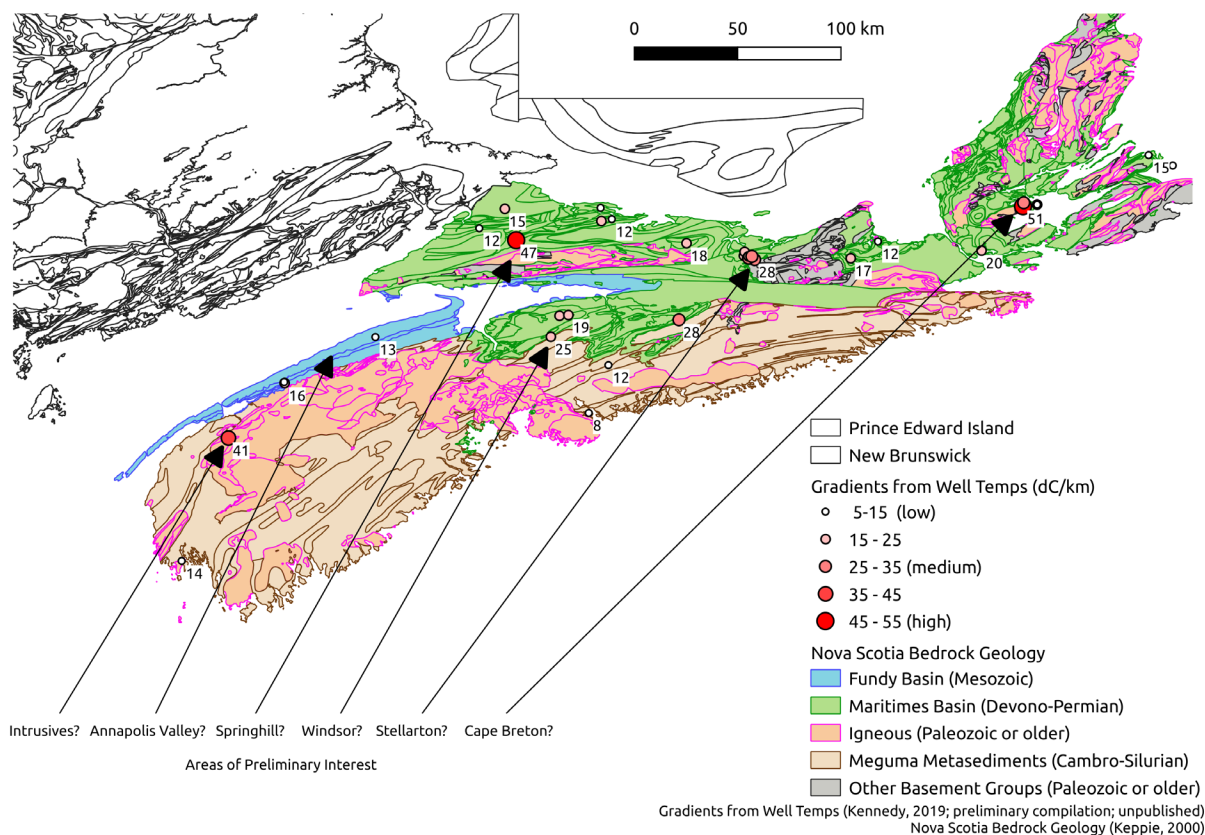 0 50 100 km
15
15
12
12
47
12
18
28
17
12
20
51
13
19
25
28
12
16
8
41
14
Prince Edward Island
New Brunswick
Gradients from Well Temps (dC/km)
5-15 (low)
15 - 25
25 - 35 (medium)
35 - 45
45 - 55 (high)
Nova Scotia Bedrock Geology
Fundy Basin (Mesozoic)
Maritimes Basin (Devono-Permian)
Igneous (Paleozoic or older)
Meguma Metasediments (Cambro-Silurian)
Other Basement Groups (Paleozoic or older)
Intrusives? Annapolis Valley? Springhill? Windsor? Stellarton? Cape Breton?
Areas of Preliminary Interest
Gradients from Well Temps (Kennedy, 2019; preliminary compilation; unpublished)
Nova Scotia Bedrock Geology (Keppie, 2000)